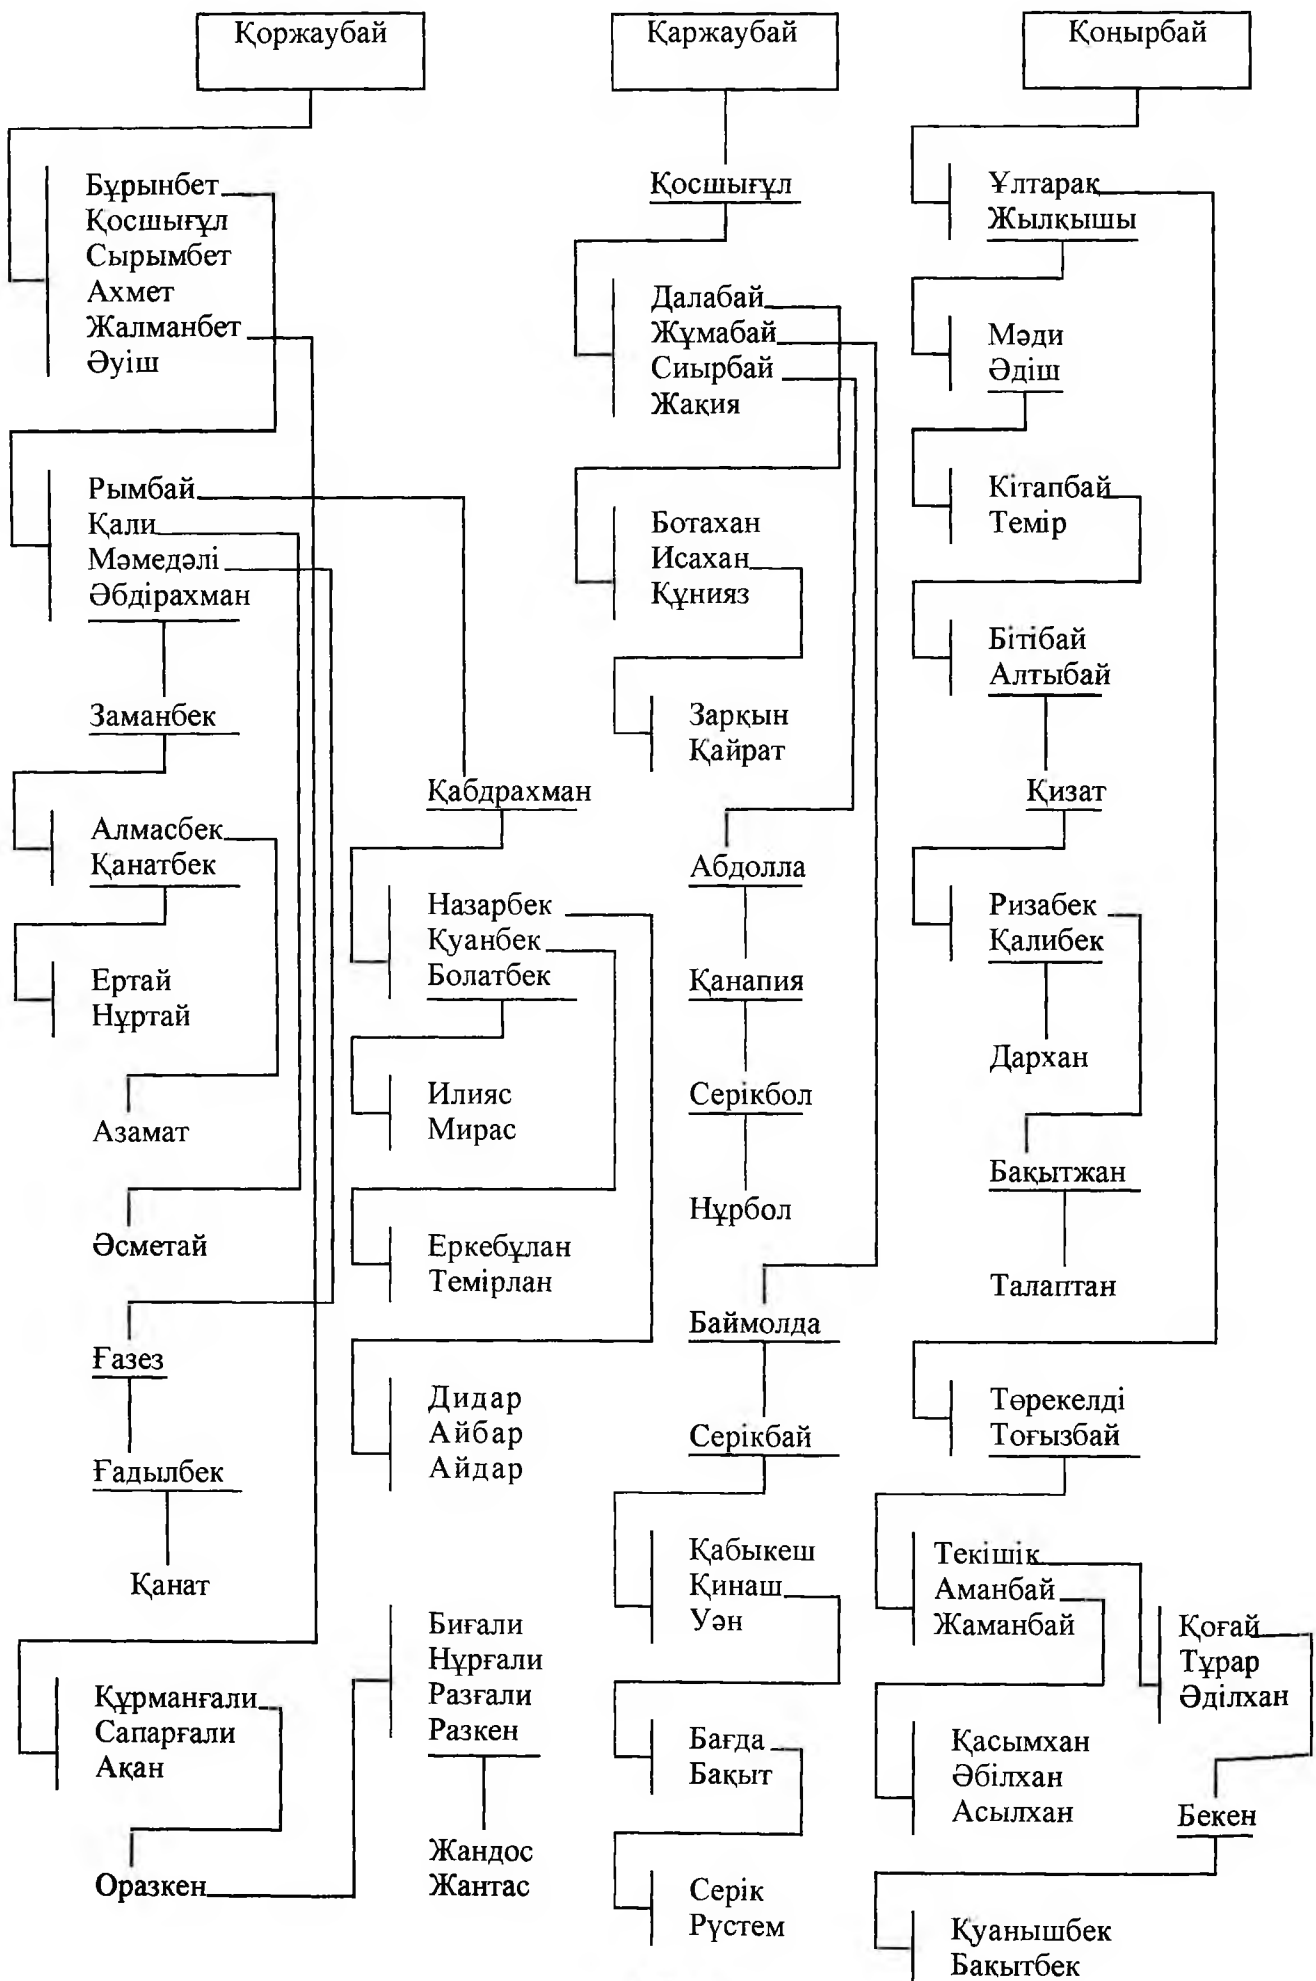 Қоржаубай
Бұрынбет
Қосшығұл
Сырымбет
Ахмет
Жалманбет
Әуіш
Рымбай
Қали
Мәмедәлі
Әбдірахман
Заманбек
Алмасбек
Қанатбек
Ертай
Нұртай
Азамат
Әсметай
Ғазез
Ғадылбек
Қанат
Құрманғали
Сапарғали
Ақан
Оразкен
Қабдрахман
Назарбек
Қуанбек
Болатбек
Илияс
Мирас
Еркебұлан
Темірлан
Дидар
Айбар
Айдар
Биғали
Нұрғали
Разғали
Разкен
Жандос
Жантас
Қаржаубай
Қосшығұл
Далабай
Жұмабай
Сиырбай
Жақия
Ботахан
Исахан
Құнияз
Зарқын
Қайрат
Абдолла
Қанапия
Серікбол
Нұрбол
Баймолда
Серікбай
Қабыкеш
Қинаш
Уән
Бағда
Бақыт
Серік
Рүстем
Қоңырбай
Ұлтарақ
Жылқышы
Мәди
Әдіш
Кітапбай
Темір
Бітібай
Алтыбай
Қизат
Ризабек
Қалибек
Дархан
Бақытжан
Талаптан
Төрекелді
Тоғызбай
Текішік
Аманбай
Жаманбай
Қоғай
Тұрар
Әділхан
Қасымхан
Әбілхан
Асылхан
Бекен
Қуанышбек
Бақытбек